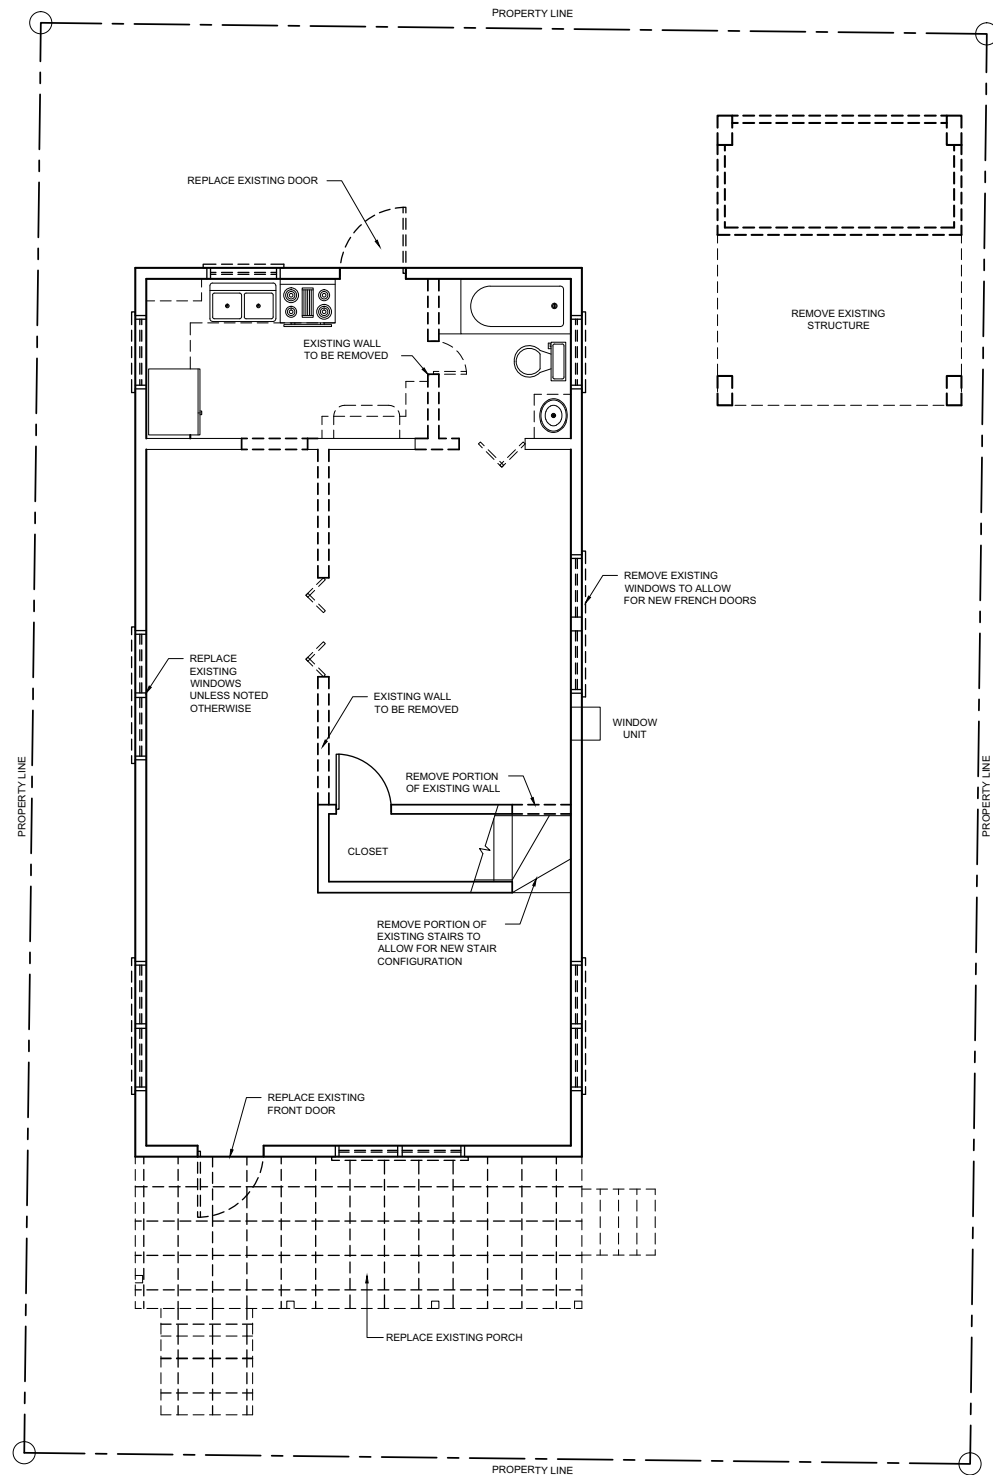 PROPERTY LINE
REPLACE EXISTING DOOR
REMOVE EXISTING
STRUCTURE
EXISTING WALL
TO BE REMOVED
REMOVE EXISTING
WINDOWS TO ALLOW
FOR NEW FRENCH DOORS
REPLACE
EXISTING
WINDOWS
UNLESS NOTED
OTHERWISE
EXISTING WALL
TO BE REMOVED
WINDOW
UNIT
PROPERTY LINE
PROPERTY LINE
REMOVE PORTION
OF EXISTING WALL
CLOSET
REMOVE PORTION OF
EXISTING STAIRS TO
ALLOW FOR NEW STAIR
CONFIGURATION
REPLACE EXISTING
FRONT DOOR
REPLACE EXISTING PORCH
PROPERTY LINE